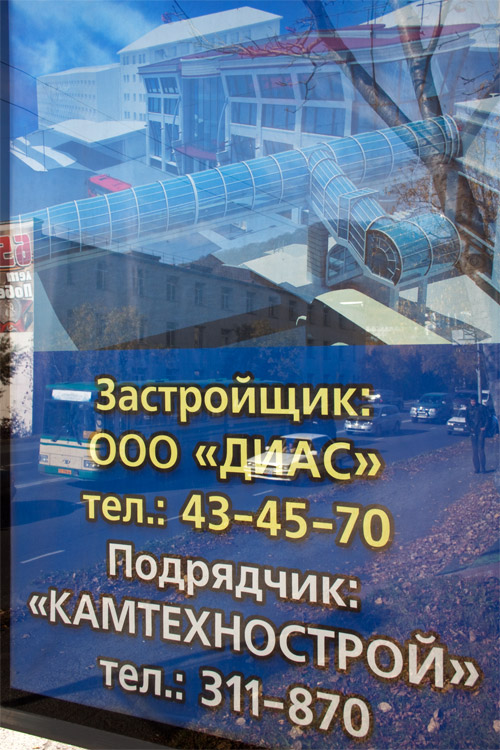 Застройщик:
ООО «ДИАС»
тел.: 43-45-70
Подрядчик:
«КАМТЕХНОСТРОЙ»
тел.: 311-870